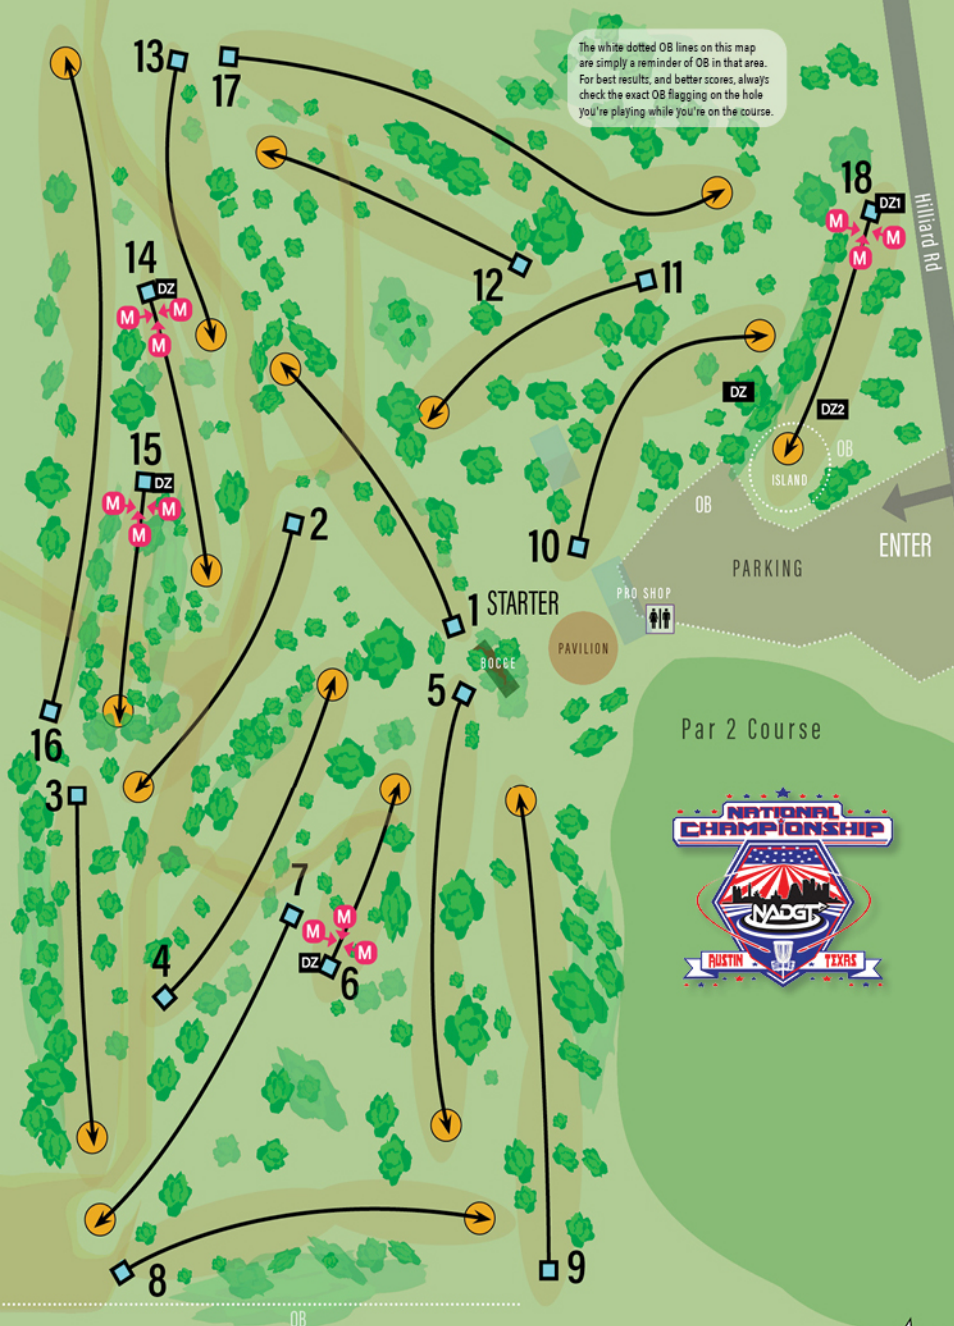 The white dotted OB lines on this map
are simply a reminder of OB in that area.
For best results, and better scores, always
check the exact OB flagging on the hole
you're playing while you're on the course.
13
17
18
DZ1
M
M
M
Hilliard Rd
14
DZ
M
M
M
12
11
DZ
DZ2
OB
ISLAND
15
DZ
M
M
M
2
10
OB
ENTER
PARKING
1 STARTER
PRO SHOP
PAVILION
BOCCE
5
16
Par 2 Course
3
NATIONAL
CHAMPIONSHIP
NADGT
AUSTIN TEXAS
7
M
M
M
DZ
6
4
8
9
OB